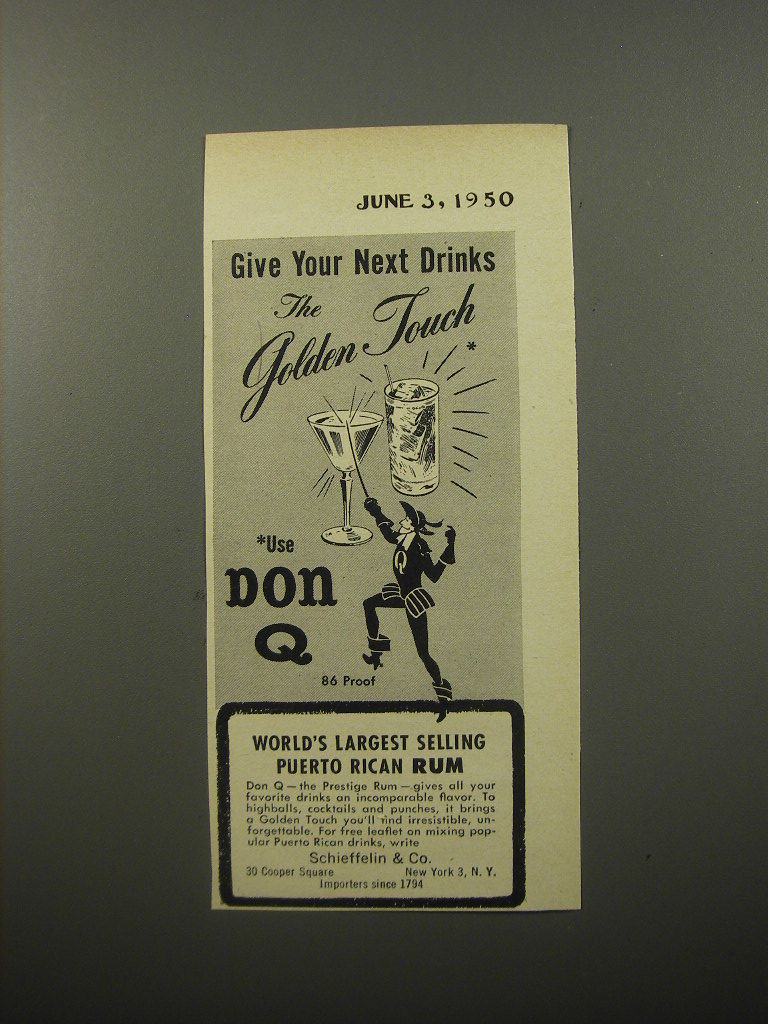 JUNE 3, 1950
Give Your Next Drinks
The
Golden Touch
*
*Use
DON
Q
Q
86 Proof
WORLD'S LARGEST SELLING
PUERTO RICAN RUM
Don Q—the Prestige Rum—gives all your
favorite drinks an incomparable flavor. To
highballs, cocktails and punches, it brings
a Golden Touch you'll find irresistible, un-
forgettable. For free leaflet on mixing pop-
ular Puerto Rican drinks, write
Schieffelin & Co.
30 Cooper Square New York 3, N. Y.
Importers since 1794